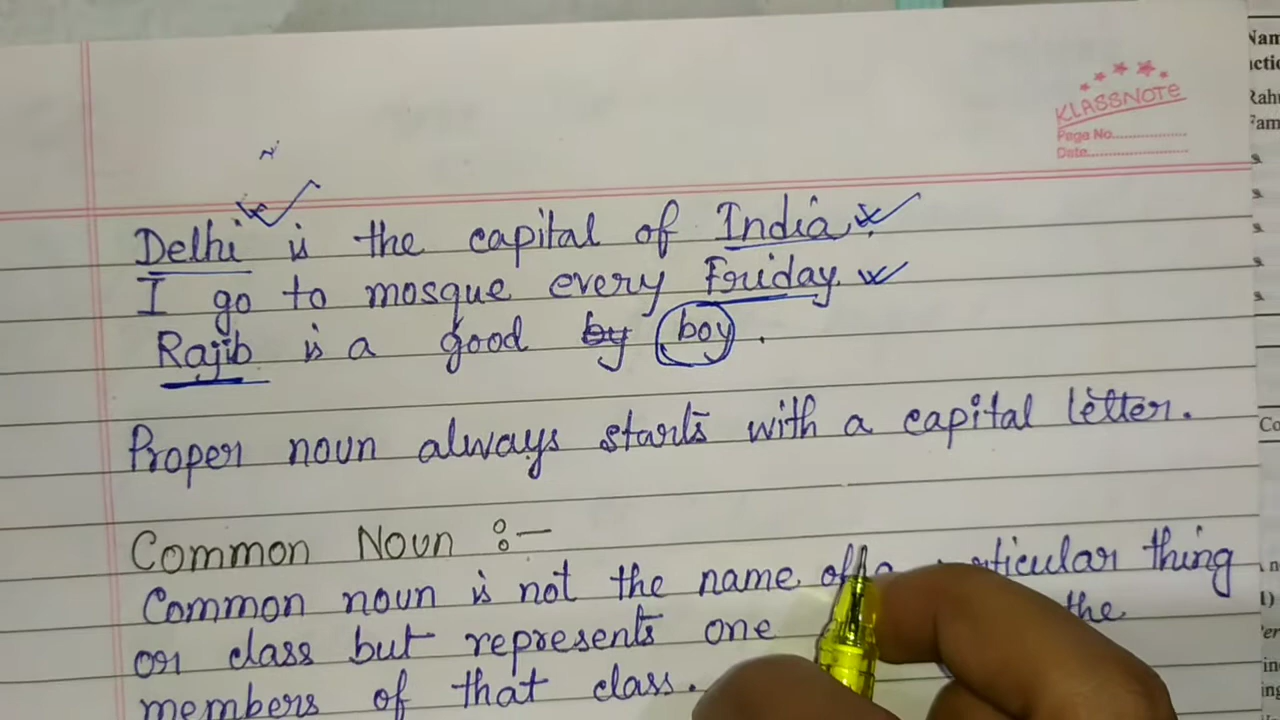 KLASSNOTE
Page No.
Date
Delhi is the capital of India
I go to mosque every Friday.
Rajib is a good by boy.
Proper noun always starts with a capital letter.
Common Noun :-
Common noun is not the name of a particular thing
or class but represents one the
members of that class.